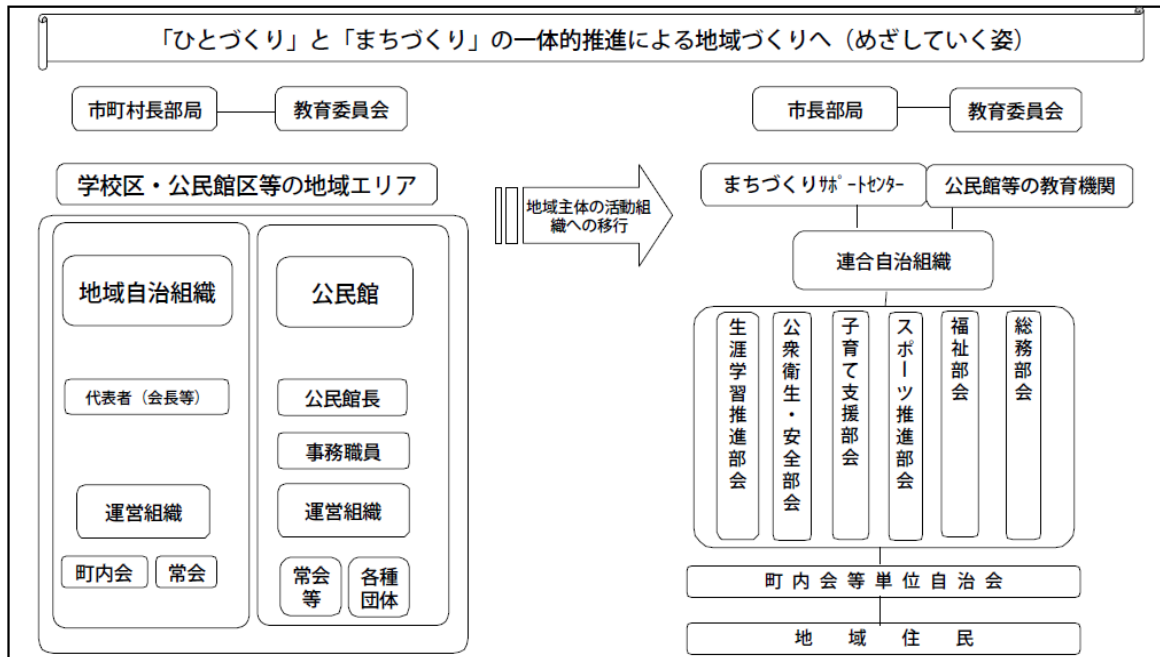 「ひとづくり」と「まちづくり」の一体的推進による地域づくりへ（めざしていく姿）
市町村長部局
教育委員会
学校区・公民館区等の地域エリア
地域自治組織
公民館
代表者（会長等）
公民館長
事務職員
運営組織
運営組織
町内会
常会
常会
等
各種
団体
地域主体の活動組
織への移行
市長部局
教育委員会
まちづくりｻﾎﾟｰﾄｾﾝﾀｰ
公民館等の教育機関
連合自治組織
生涯学習推進部会
公衆衛生・安全部会
子育て支援部会
スポーツ推進部会
福祉部会
総務部会
町内会等単位自治会
地域住民